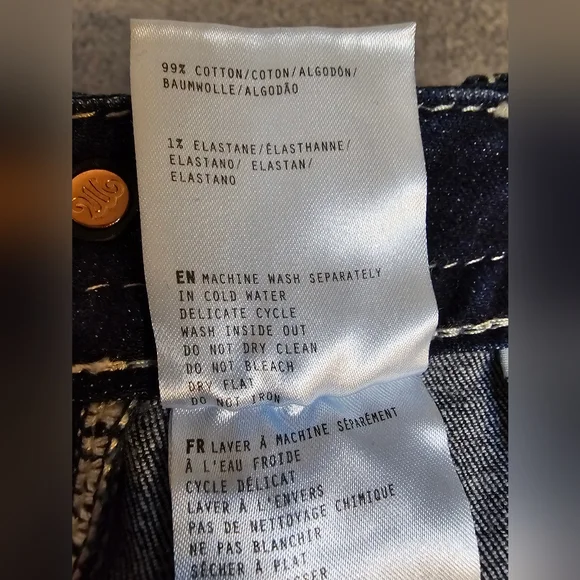 99% COTTON/COTON/ALGODÓN/
BAUMWOLLE/ALGODÃO
1% ELASTANE/ÉLASTHANNE/
ELASTANO/ ELASTAN/
ELASTANO
EN MACHINE WASH SEPARATELY
IN COLD WATER
DELICATE CYCLE
WASH INSIDE OUT
DO NOT DRY CLEAN
DO NOT BLEACH
DRY FLAT
DO NOT IRON
FR LAVER À MACHINE SÉPARÉMENT
À L'EAU FROIDE
CYCLE DÉLICAT
LAVER À L'ENVERS
PAS DE NETTOYAGE CHIMIQUE
NE PAS BLANCHIR
SÉCHER À PLAT